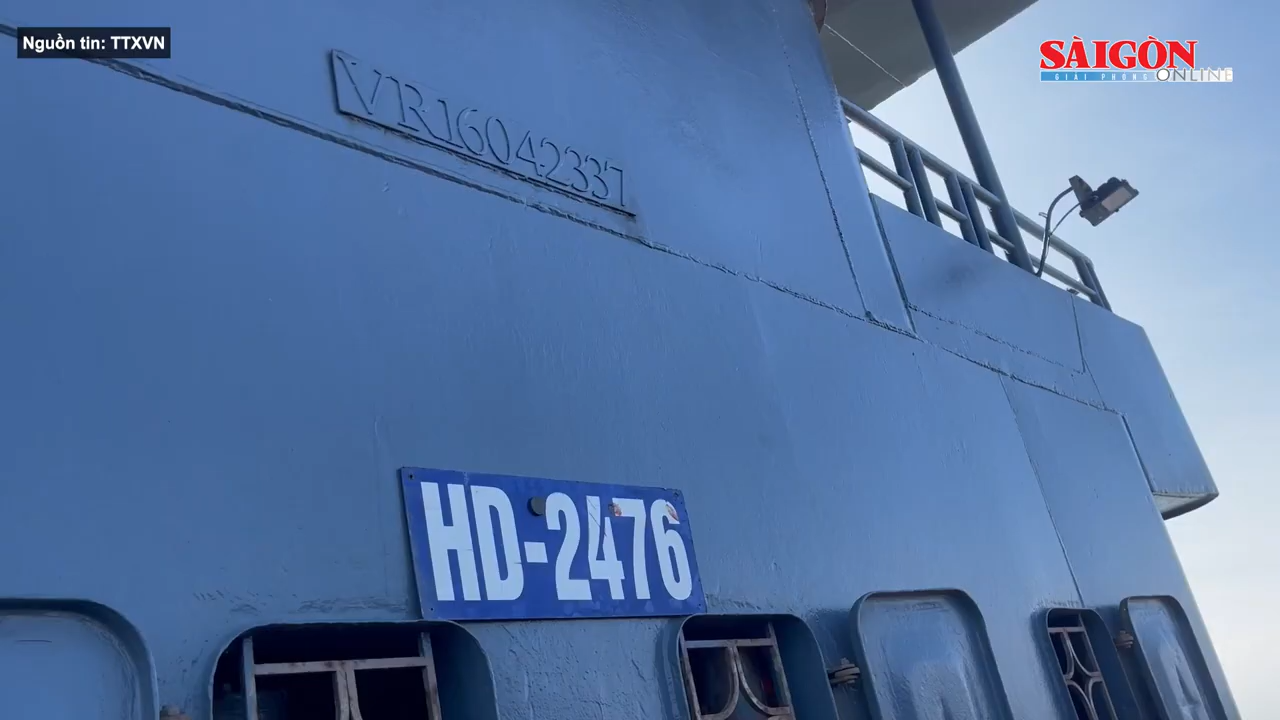 Nguồn tin: TTXVN
SÀIGÒN
GIẢI PHÓNG ONLINE
VR16042337
HD-2476